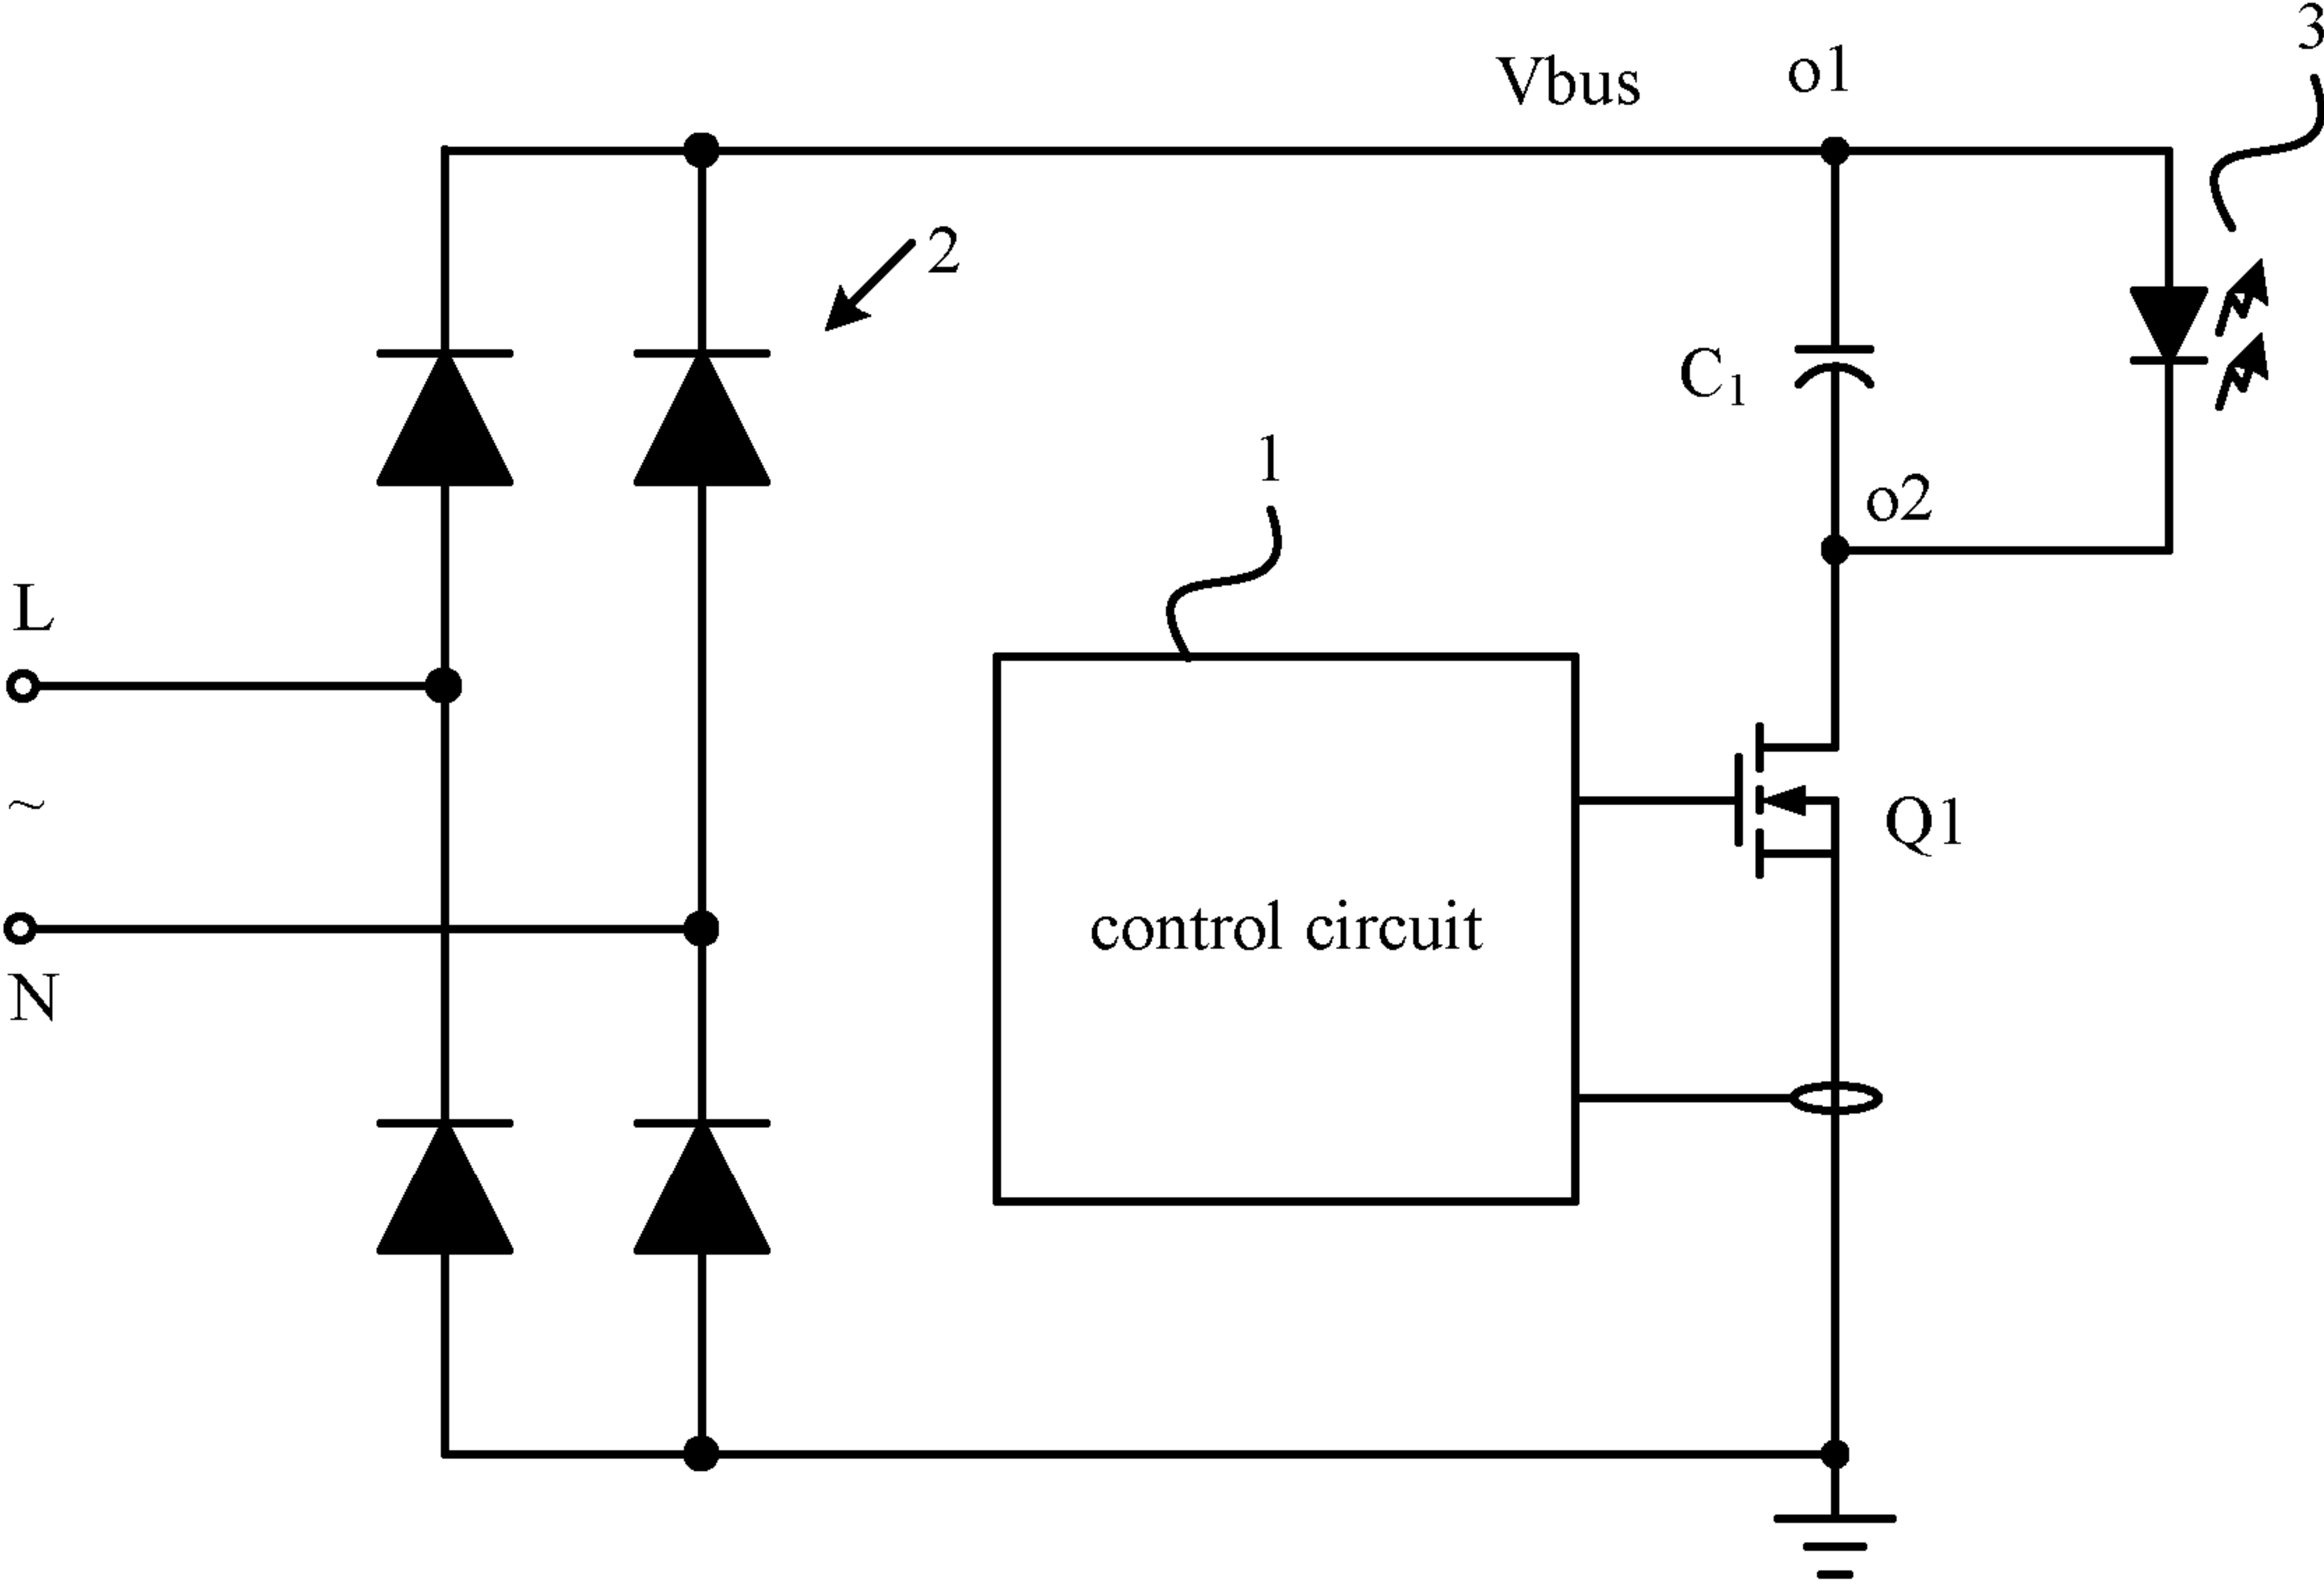 3
Vbus
o1
2
C1
1
o2
L
~
Q1
control circuit
N